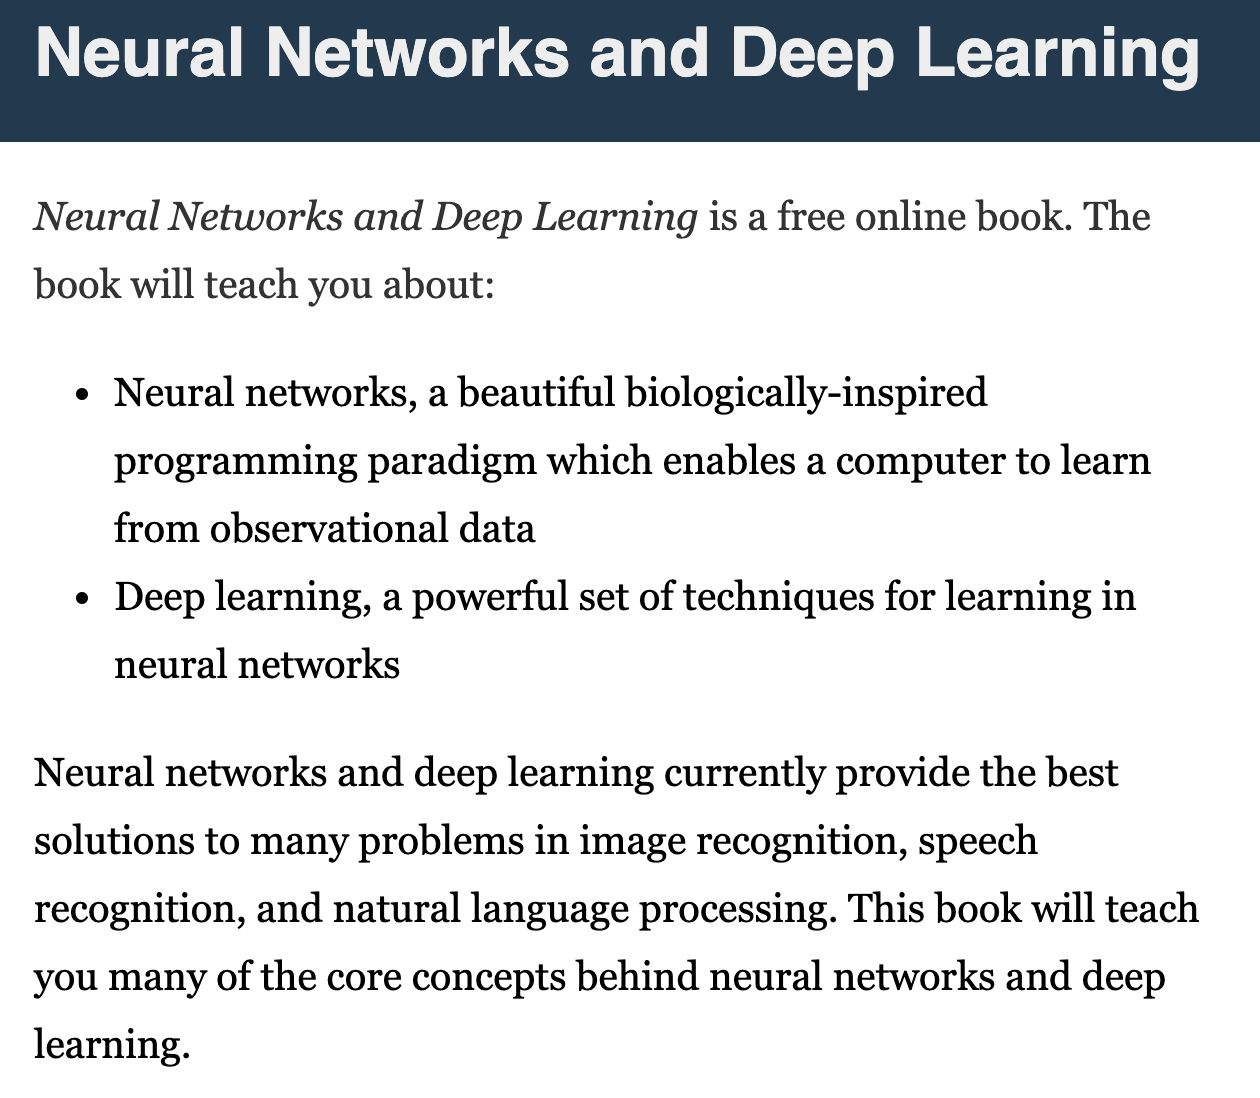 Neural Networks and Deep Learning
Neural Networks and Deep Learning is a free online book. The
book will teach you about:
• Neural networks, a beautiful biologically-inspired
programming paradigm which enables a computer to learn
from observational data
• Deep learning, a powerful set of techniques for learning in
neural networks
Neural networks and deep learning currently provide the best
solutions to many problems in image recognition, speech
recognition, and natural language processing. This book will teach
you many of the core concepts behind neural networks and deep
learning.